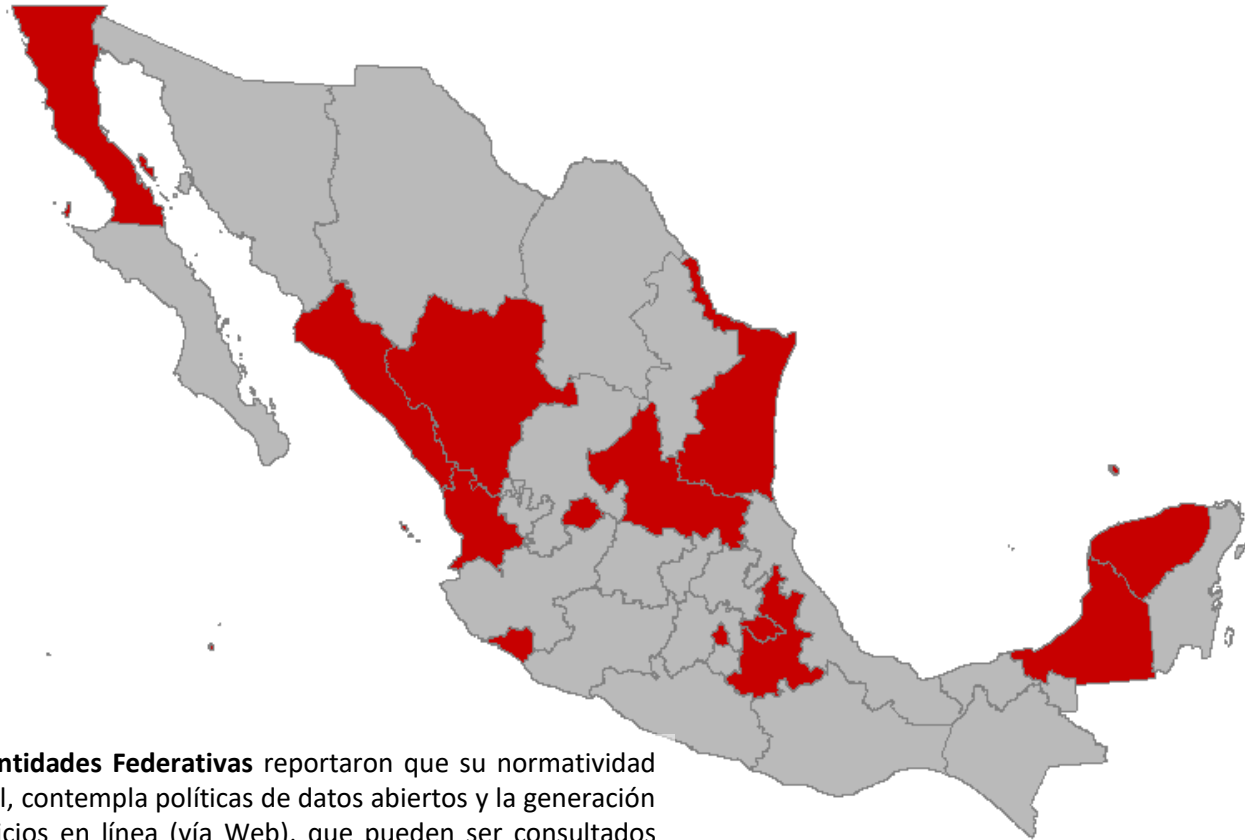 ntidades Federativas reportaron que su normatividad
l, contempla políticas de datos abiertos y la generación
icios en línea (vía Web), que pueden ser consultados